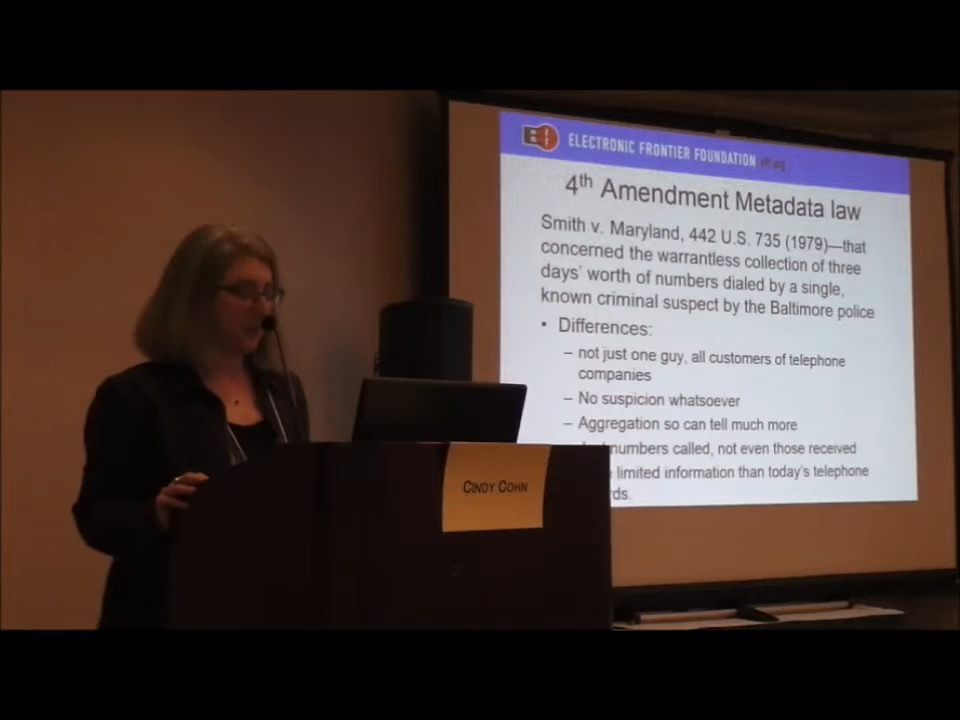 ELECTRONIC FRONTIER FOUNDATION
4th Amendment Metadata law
Smith v. Maryland, 442 U.S. 735 (1979)—that
concerned the warrantless collection of three
days' worth of numbers dialed by a single,
known criminal suspect by the Baltimore police
• Differences:
– not just one guy, all customers of telephone
companies
– No suspicion whatsoever
– Aggregation so can tell much more
numbers called, not even those received
limited information than today's telephone
CINDY COHN